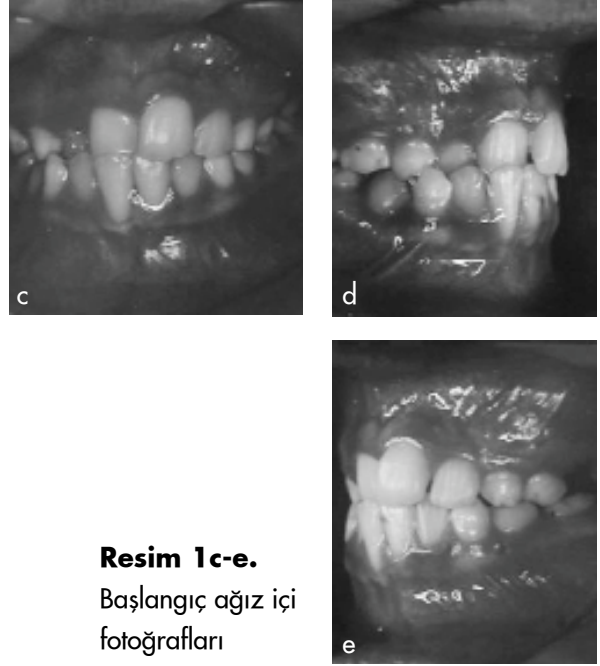 c
d
Resim 1c-e.
Başlangıç ağız içi
fotoğrafları
e